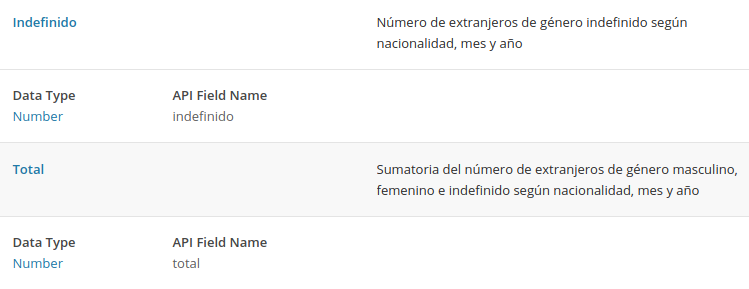 Indefinido
Número de extranjeros de género indefinido según
nacionalidad, mes y año
Data Type
API Field Name
Number
indefinido
Total
Sumatoria del número de extranjeros de género masculino,
femenino e indefinido según nacionalidad, mes y año
Data Type
API Field Name
Number
total